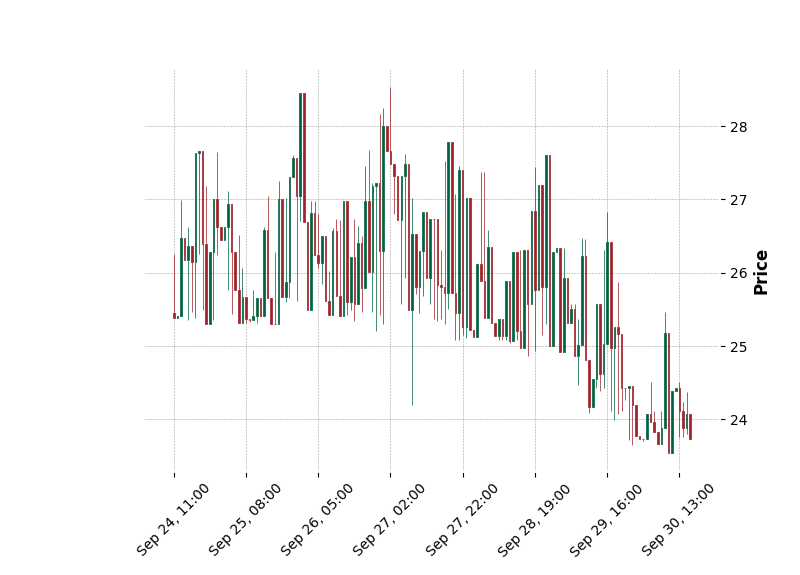 28
27
26
25
24
Price
Sep 24, 11:00
Sep 25, 08:00
Sep 26, 05:00
Sep 27, 02:00
Sep 27, 22:00
Sep 28, 19:00
Sep 29, 16:00
Sep 30, 13:00